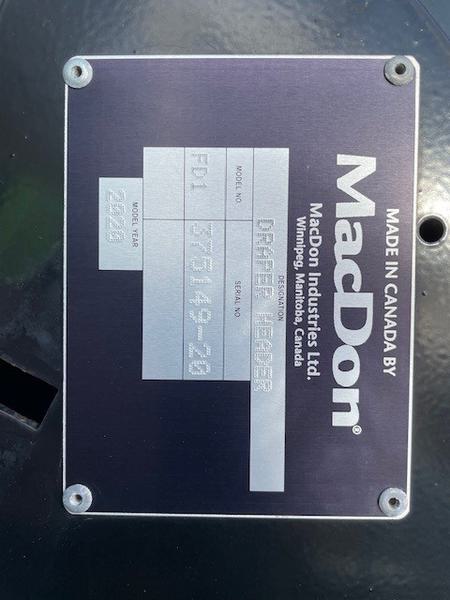 MADE IN CANADA BY
MacDon®
MacDon Industries Ltd.
Winnipeg, Manitoba, Canada
DESIGNATION
DRAPER HEADER
MODEL NO. SERIAL NO.
FD1 375149-20
MODEL YEAR
2020